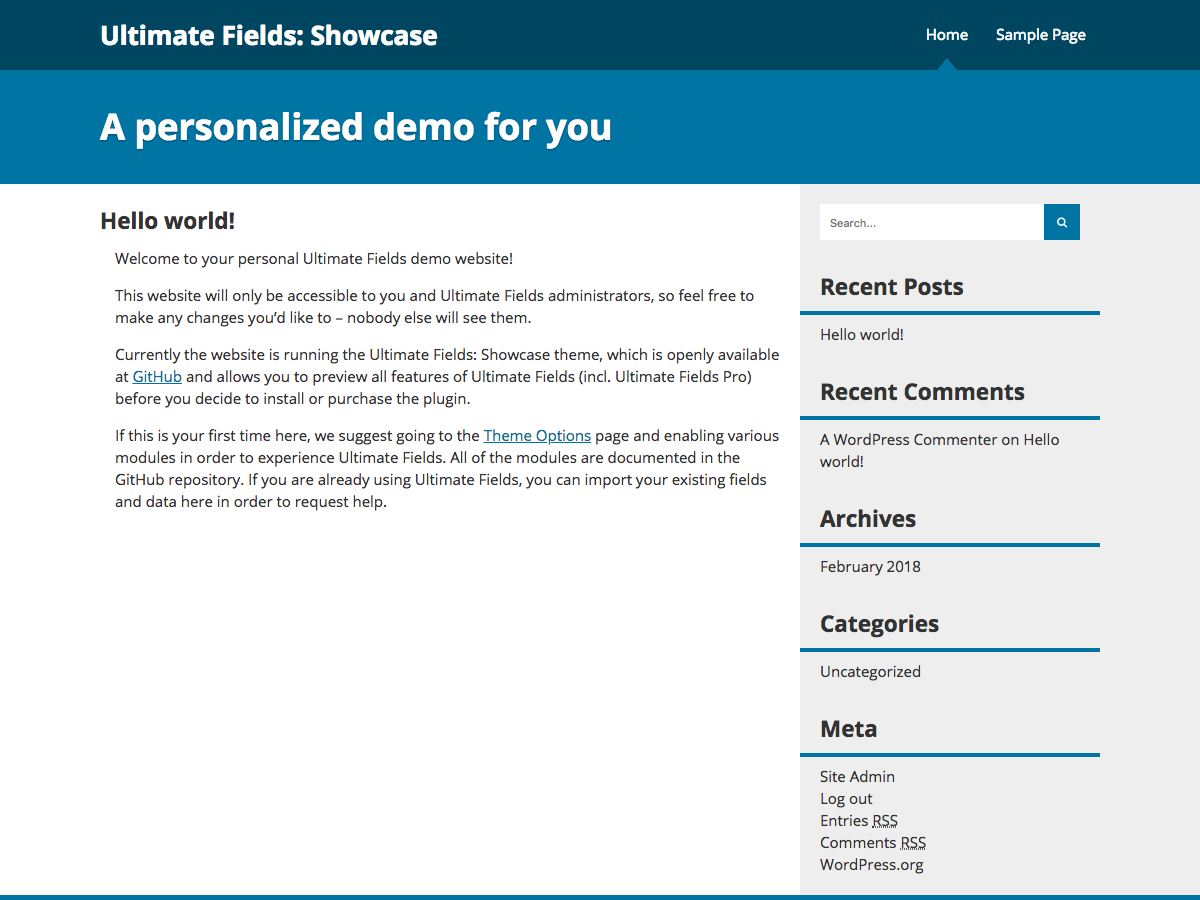 Ultimate Fields: Showcase
Home
Sample Page
A personalized demo for you
Hello world!
Welcome to your personal Ultimate Fields demo website!
This website will only be accessible to you and Ultimate Fields administrators, so feel free to
make any changes you’d like to – nobody else will see them.
Currently the website is running the Ultimate Fields: Showcase theme, which is openly available
at GitHub and allows you to preview all features of Ultimate Fields (incl. Ultimate Fields Pro)
before you decide to install or purchase the plugin.
If this is your first time here, we suggest going to the Theme Options page and enabling various
modules in order to experience Ultimate Fields. All of the modules are documented in the
GitHub repository. If you are already using Ultimate Fields, you can import your existing fields
and data here in order to request help.
Search...
Recent Posts
Hello world!
Recent Comments
A WordPress Commenter on Hello
world!
Archives
February 2018
Categories
Uncategorized
Meta
Site Admin
Log out
Entries RSS
Comments RSS
WordPress.org